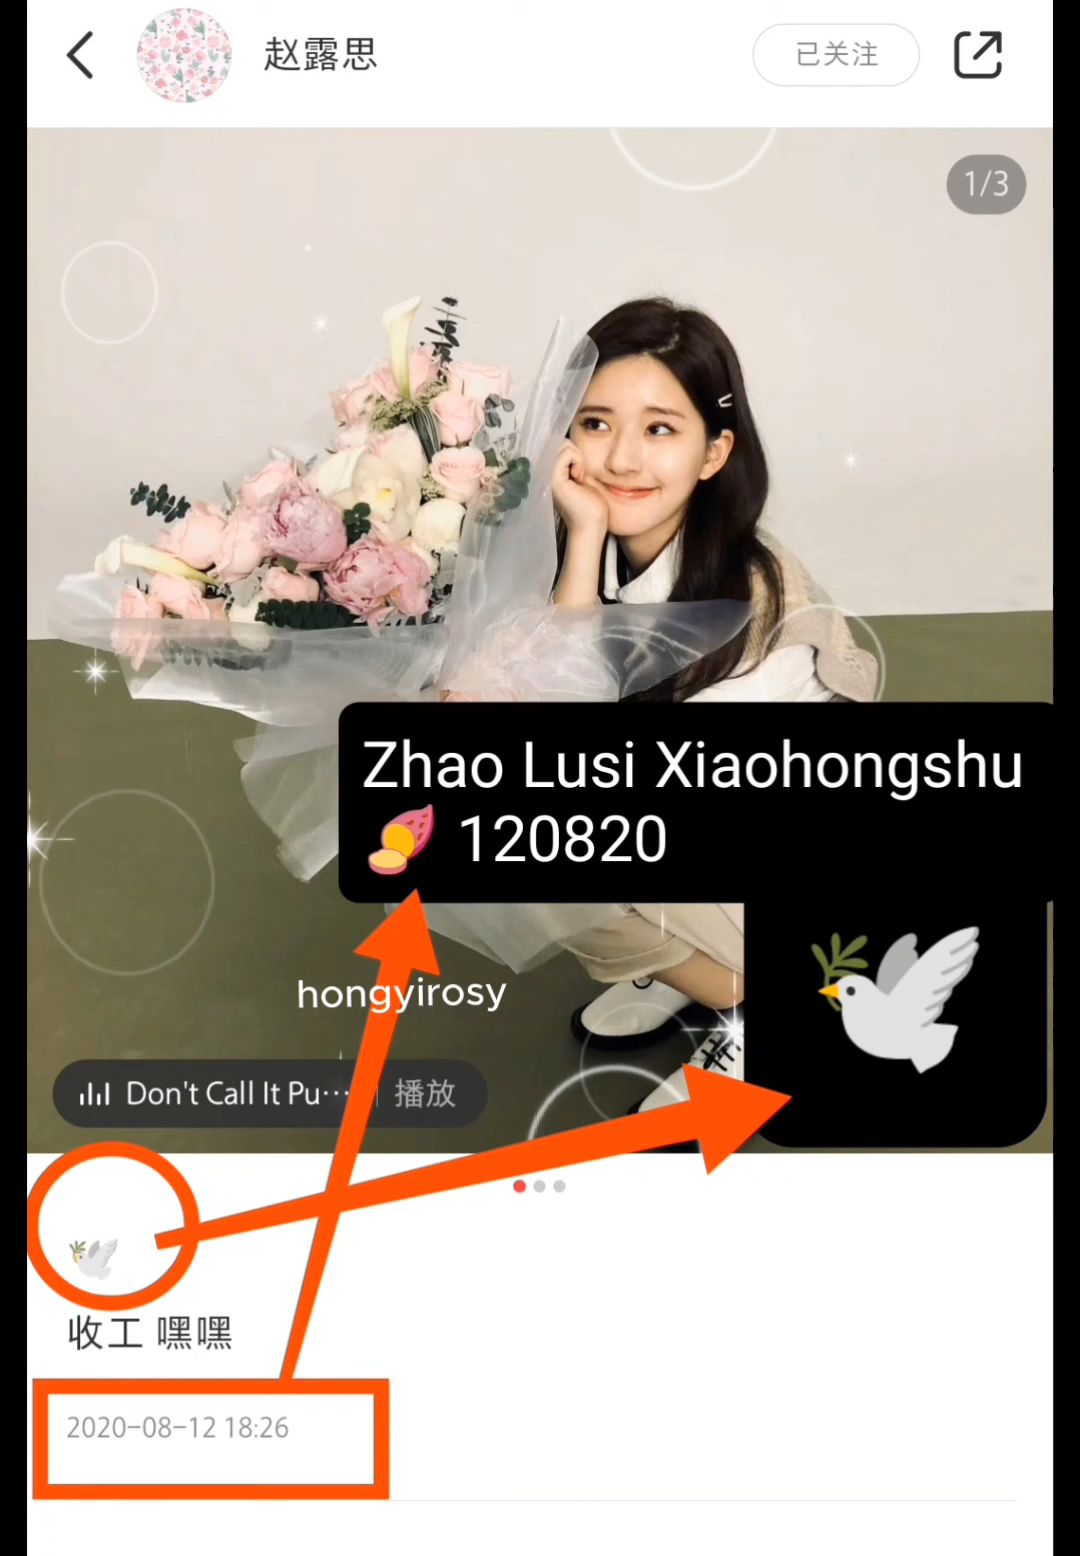 赵露思
已关注
1/3
Zhao Lusi Xiaohongshu
🍠 120820
hongyirosy
Don't Call It Pu··· | 播放
🕊️
收工 嘿嘿
2020-08-12 18:26